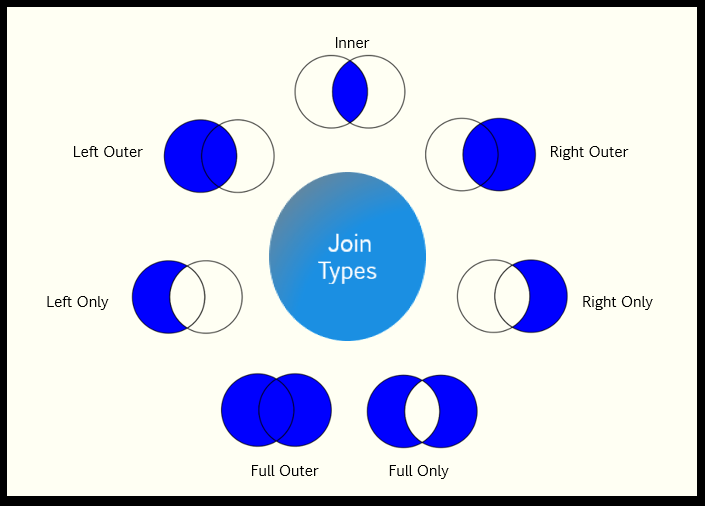 Inner
Left Outer
Right Outer
Join
Types
Left Only
Right Only
Full Outer
Full Only